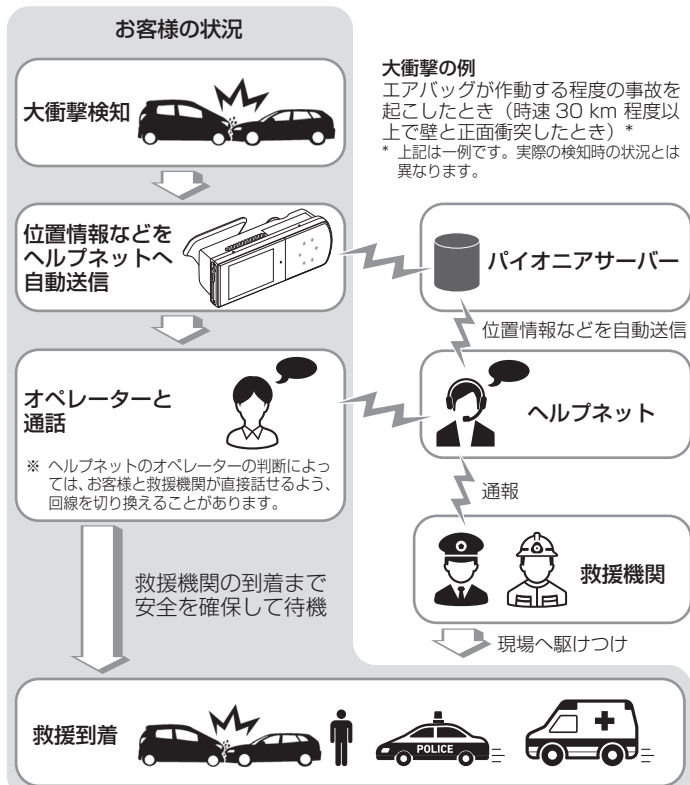 お客様の状況
大衝撃検知
大衝撃の例
エアバッグが作動する程度の事故を
起こしたとき（時速 30 km 程度以
上で壁と正面衝突したとき）*
* 上記は一例です。実際の検知時の状況とは
異なります。
位置情報などを
ヘルプネットへ
自動送信
パイオニアサーバー
位置情報などを自動送信
オペレーターと
通話
※ ヘルプネットのオペレーターの判断によっ
ては、お客様と救援機関が直接話せるよう、
回線を切り換えることがあります。
ヘルプネット
通報
救援機関
救援機関の到着まで
安全を確保して待機
現場へ駆けつけ
救援到着
POLICE